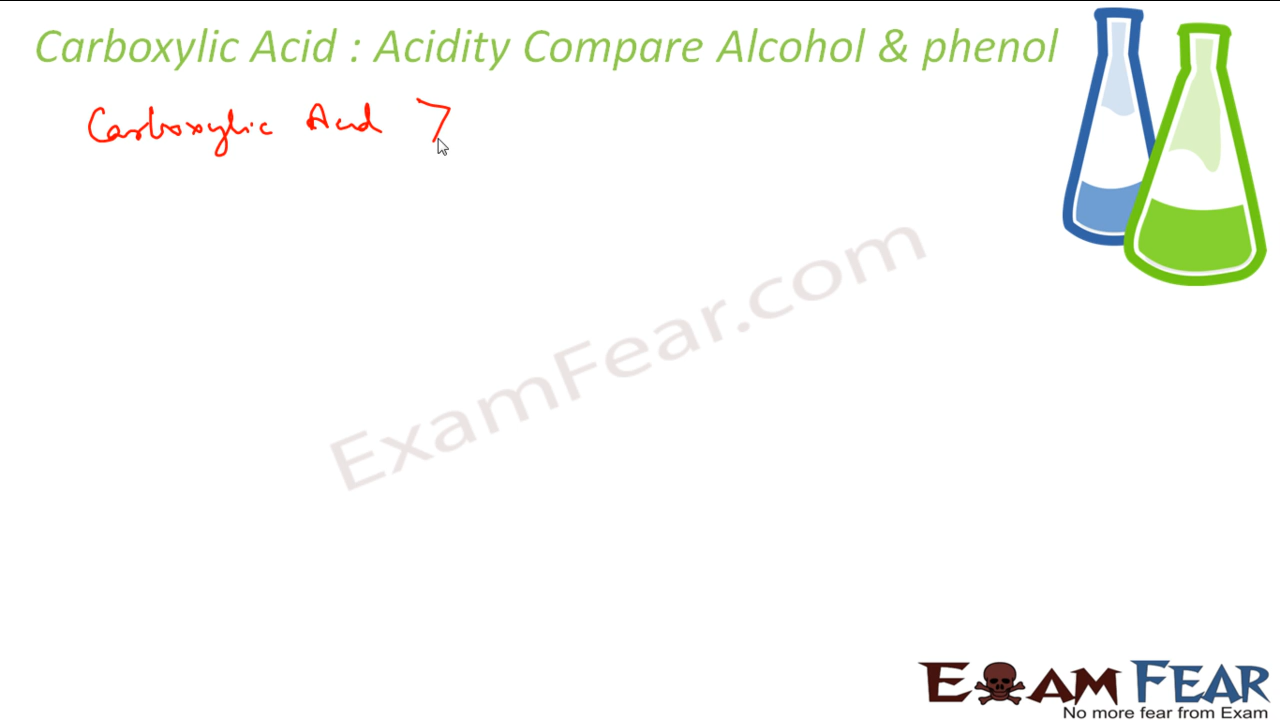 Carboxylic Acid : Acidity Compare Alcohol & phenol
Carboxylic Acid >
ExamFear.com
EXAM FEAR
No more fear from Exam